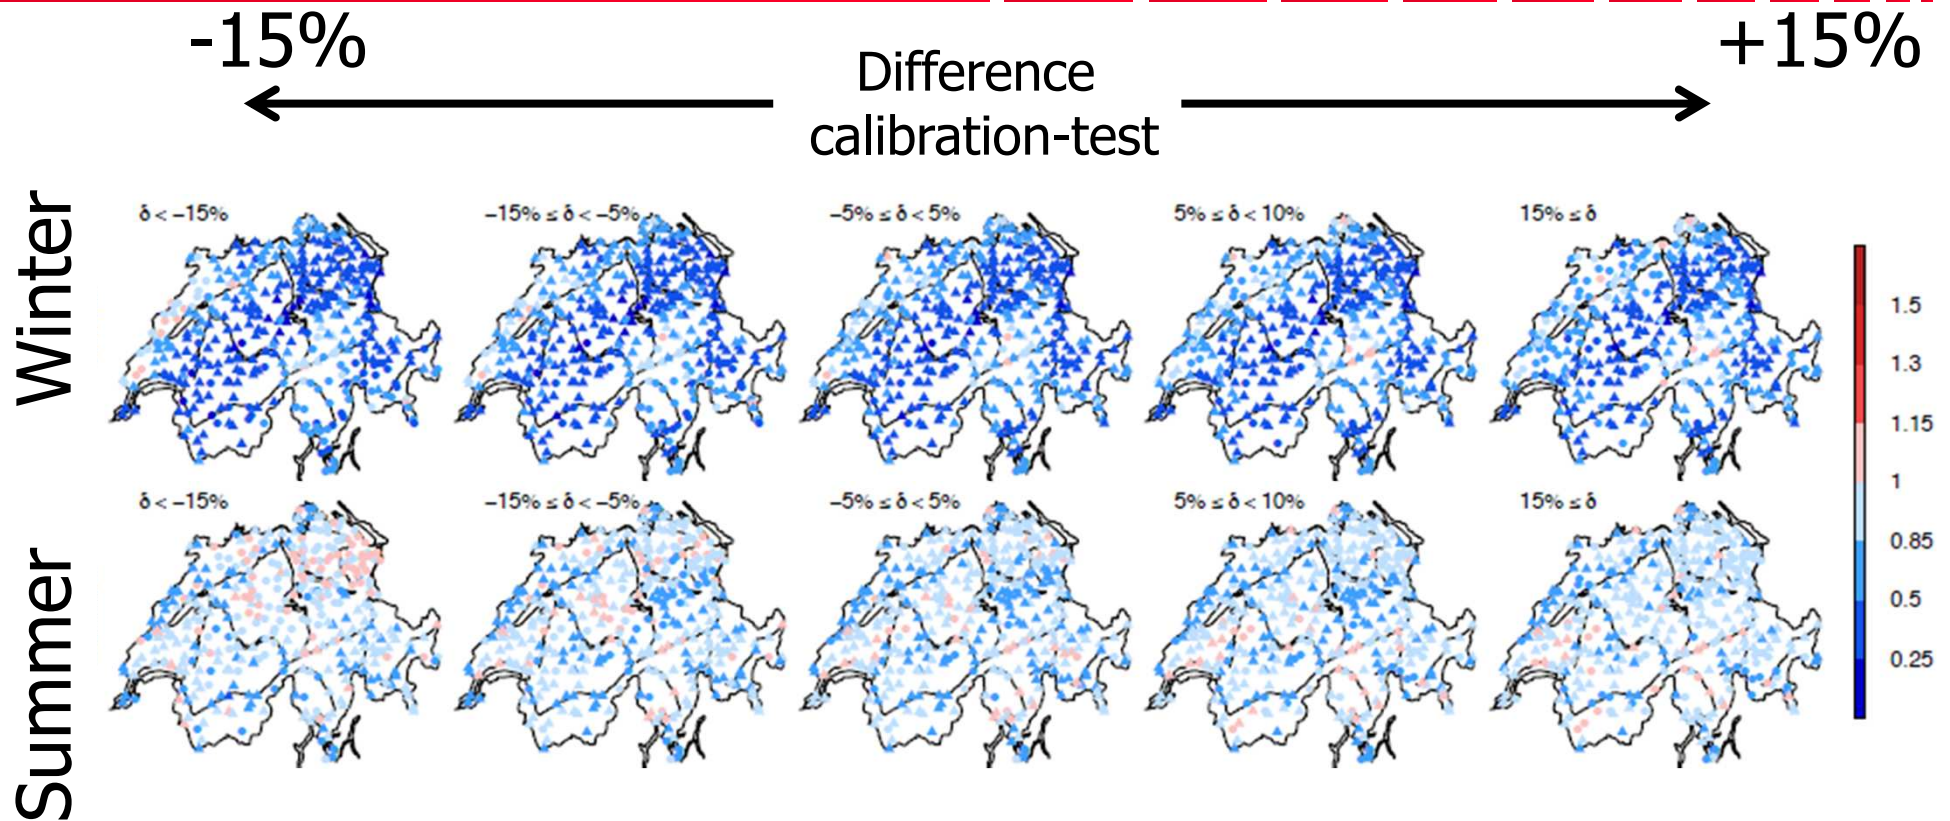 -15%
+15%
Difference
calibration-test
Winter
δ < −15%
−15% ≤ δ < −5%
−5% ≤ δ < 5%
5% ≤ δ < 10%
15% ≤ δ
Summer
δ < −15%
−15% ≤ δ < −5%
−5% ≤ δ < 5%
5% ≤ δ < 10%
15% ≤ δ
1.5
1.3
1.15
1
0.85
0.5
0.25